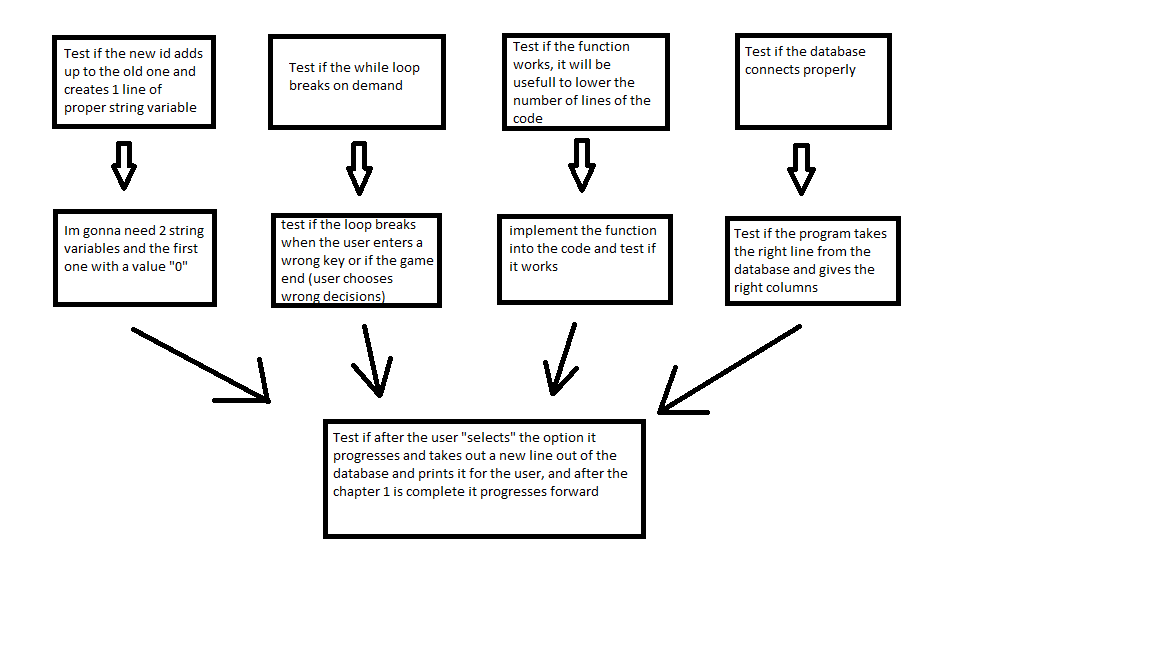 Test if the new id adds
up to the old one and
creates 1 line of
proper string variable
Test if the while loop
breaks on demand
Test if the function
works, it will be
usefull to lower the
number of lines of the
code
Test if the database
connects properly
Im gonna need 2 string
variables and the first
one with a value "0"
test if the loop breaks
when the user enters a
wrong key or if the game
end (user chooses
wrong decisions)
implement the function
into the code and test if
it works
Test if the program takes
the right line from the
database and gives the
right columns
Test if after the user "selects" the option it
progresses and takes out a new line out of the
database and prints it for the user, and after the
chapter 1 is complete it progresses forward